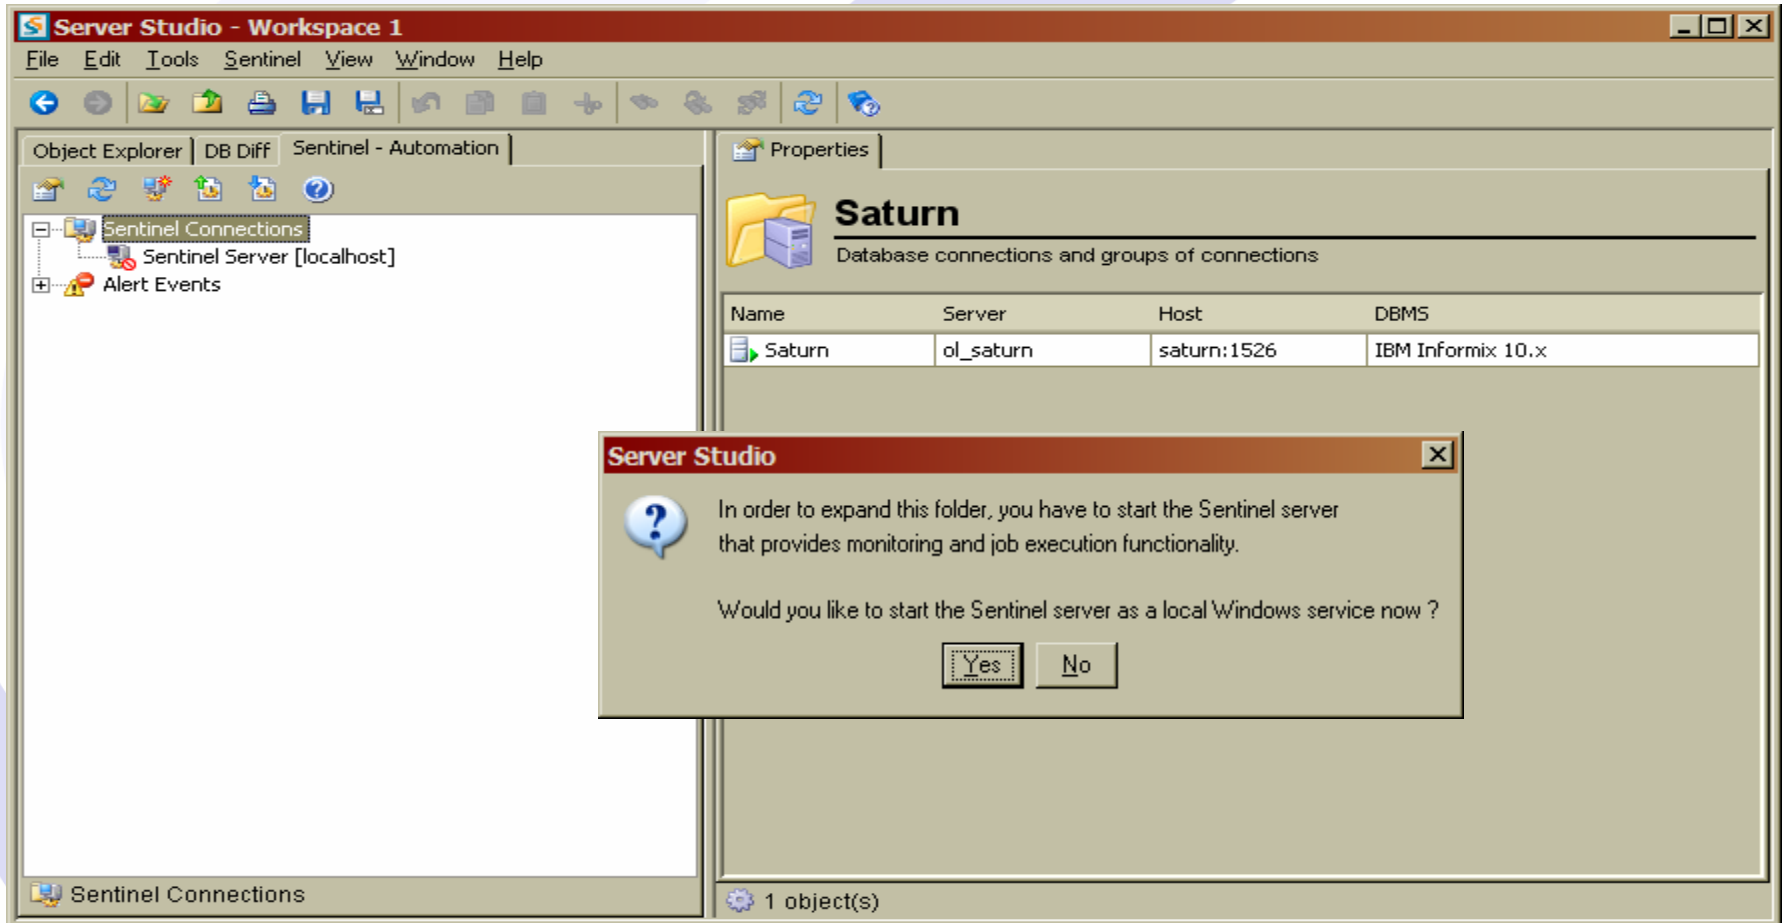 Server Studio - Workspace 1
File Edit Tools Sentinel View Window Help
Object Explorer DB Diff Sentinel - Automation
Sentinel Connections
Sentinel Server [localhost]
Alert Events
Sentinel Connections
Properties
Saturn
Database connections and groups of connections
Name Server Host DBMS
Saturn ol_saturn saturn:1526 IBM Informix 10.x
Server Studio
In order to expand this folder, you have to start the Sentinel server
that provides monitoring and job execution functionality.
Would you like to start the Sentinel server as a local Windows service now ?
Yes No
1 object(s)